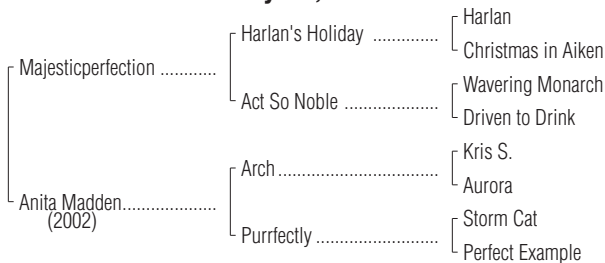 Harlan
Harlan's Holiday ..............
Christmas in Aiken
Majesticperfection ............
Wavering Monarch
Act So Noble .....................
Driven to Drink
Kris S.
Arch ....................................
Aurora
Anita Madden.....................
(2002)
Storm Cat
Purrfectly ...........................
Perfect Example